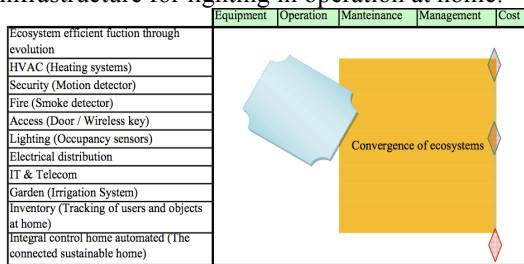 infrastructure for lighting in operation at home.
Equipment Operation Manteinance Management Cost
Ecosystem efficient fuction through
evolution
HVAC (Heating systems)
Security (Motion detector)
Fire (Smoke detector)
Access (Door / Wireless key)
Lighting (Occupancy sensors)
Electrical distribution
IT & Telecom
Garden (Irrigation System)
Inventory (Tracking of users and objects
at home)
Integral control home automated (The
connected sustainable home)
Convergence of ecosystems